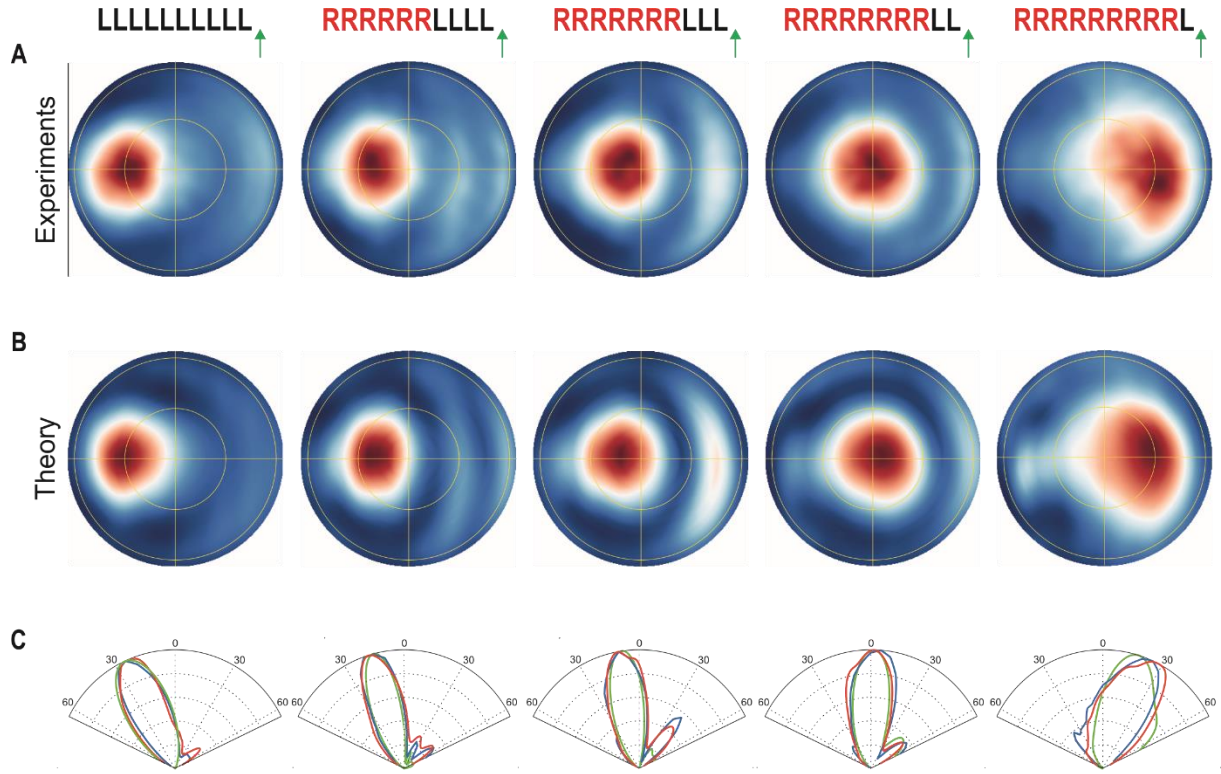 LLLLLLLLLL RRRRRRLLLL RRRRRRRLLL RRRRRRRRLL RRRRRRRRRL
A
Experiments
B
Theory
C
0 0 0 0 0
30 30 30 30 30 30 30 30 30 30
60 60 60 60 60 60 60 60 60 60